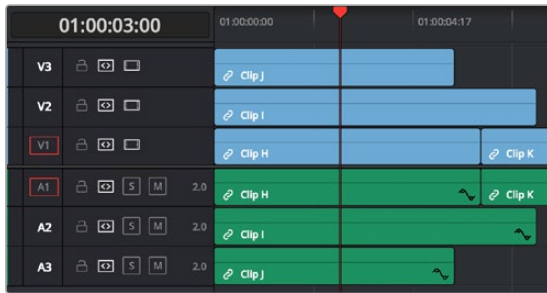 01:00:03:00 01:00:00:00 01:00:04:17
V3 Clip J
V2 Clip I
V1 Clip H Clip K
A1 S M 2.0 Clip H Clip K
A2 S M 2.0 Clip I
A3 S M 2.0 Clip J